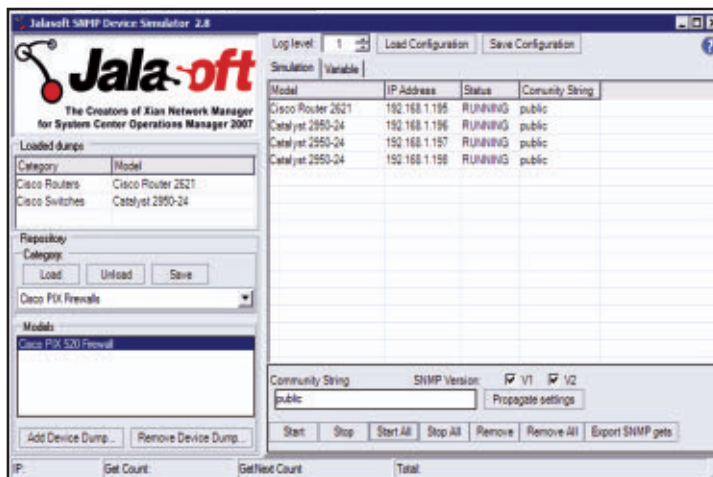 Jalasoft SNMP Device Simulator 2.8
Jalasoft
The Creators of Xian Network Manager
for System Center Operations Manager 2007
Log level: 1 Load Configuration Save Configuration
Simulation Variable
Model IP Address Status Comunity String
Cisco Router 2621 192.168.1.195 RUNNING public
Catalyst 2950-24 192.168.1.196 RUNNING public
Catalyst 2950-24 192.168.1.197 RUNNING public
Catalyst 2950-24 192.168.1.198 RUNNING public
Loaded dumps
Category Model
Cisco Routers Cisco Router 2621
Cisco Switches Catalyst 2950-24
Repository
Category
Load Unload Save
Cisco PIX Firewalls
Models
Cisco PIX 520 Firewall
Add Device Dump... Remove Device Dump...
Community String SNMP Version: V1 V2
public Propagate settings
Start Stop Start All Stop All Remove Remove All Export SNMP gets
IP: Get Count: GetNext Count Total: